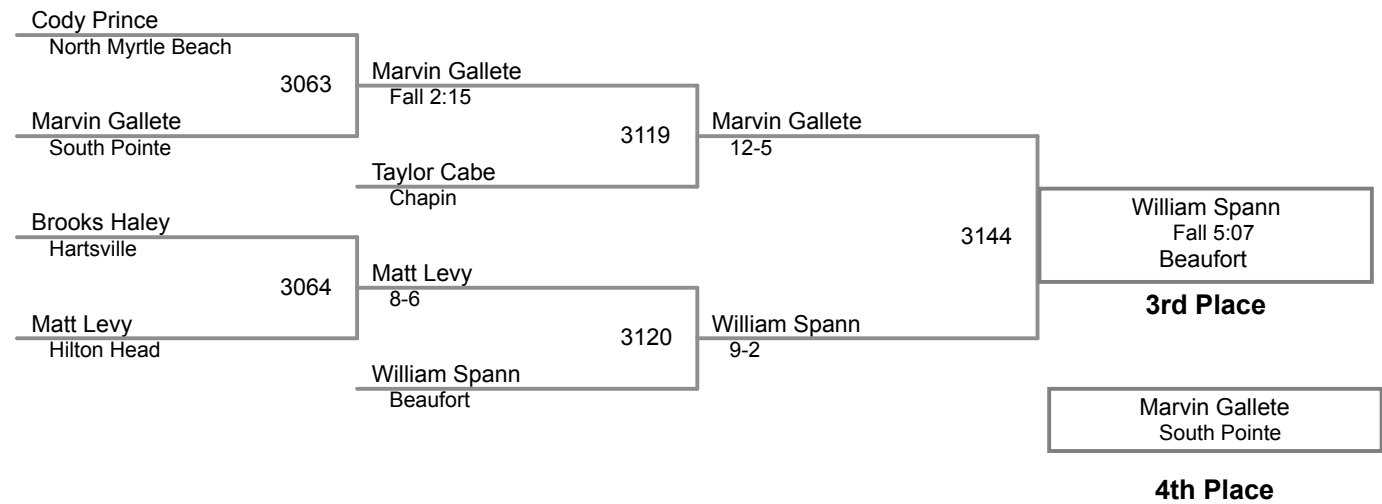 Cody Prince
North Myrtle Beach
3063
Marvin Gallete
South Pointe
Brooks Haley
Hartsville
3064
Matt Levy
Hilton Head
Marvin Gallete
Fall 2:15
3119
Taylor Cabe
Chapin
Matt Levy
8-6
3120
William Spann
Beaufort
Marvin Gallete
12-5
3144
William Spann
9-2
William Spann
Fall 5:07
Beaufort
3rd Place
Marvin Gallete
South Pointe
4th Place